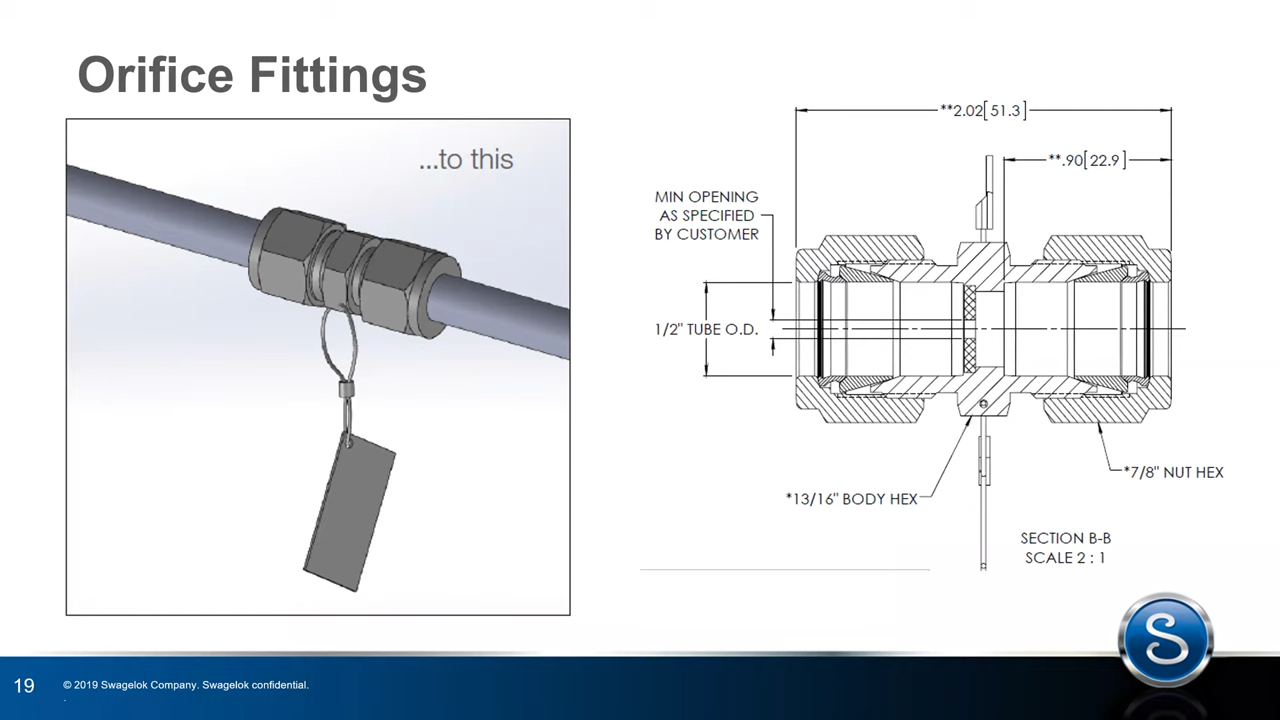 Orifice Fittings
...to this
**2.02[51.3]
**.90[22.9]
MIN OPENING
AS SPECIFIED
BY CUSTOMER
1/2" TUBE O.D.
*7/8" NUT HEX
*13/16" BODY HEX
SECTION B-B
SCALE 2 : 1
S
19
© 2019 Swagelok Company. Swagelok confidential.
.